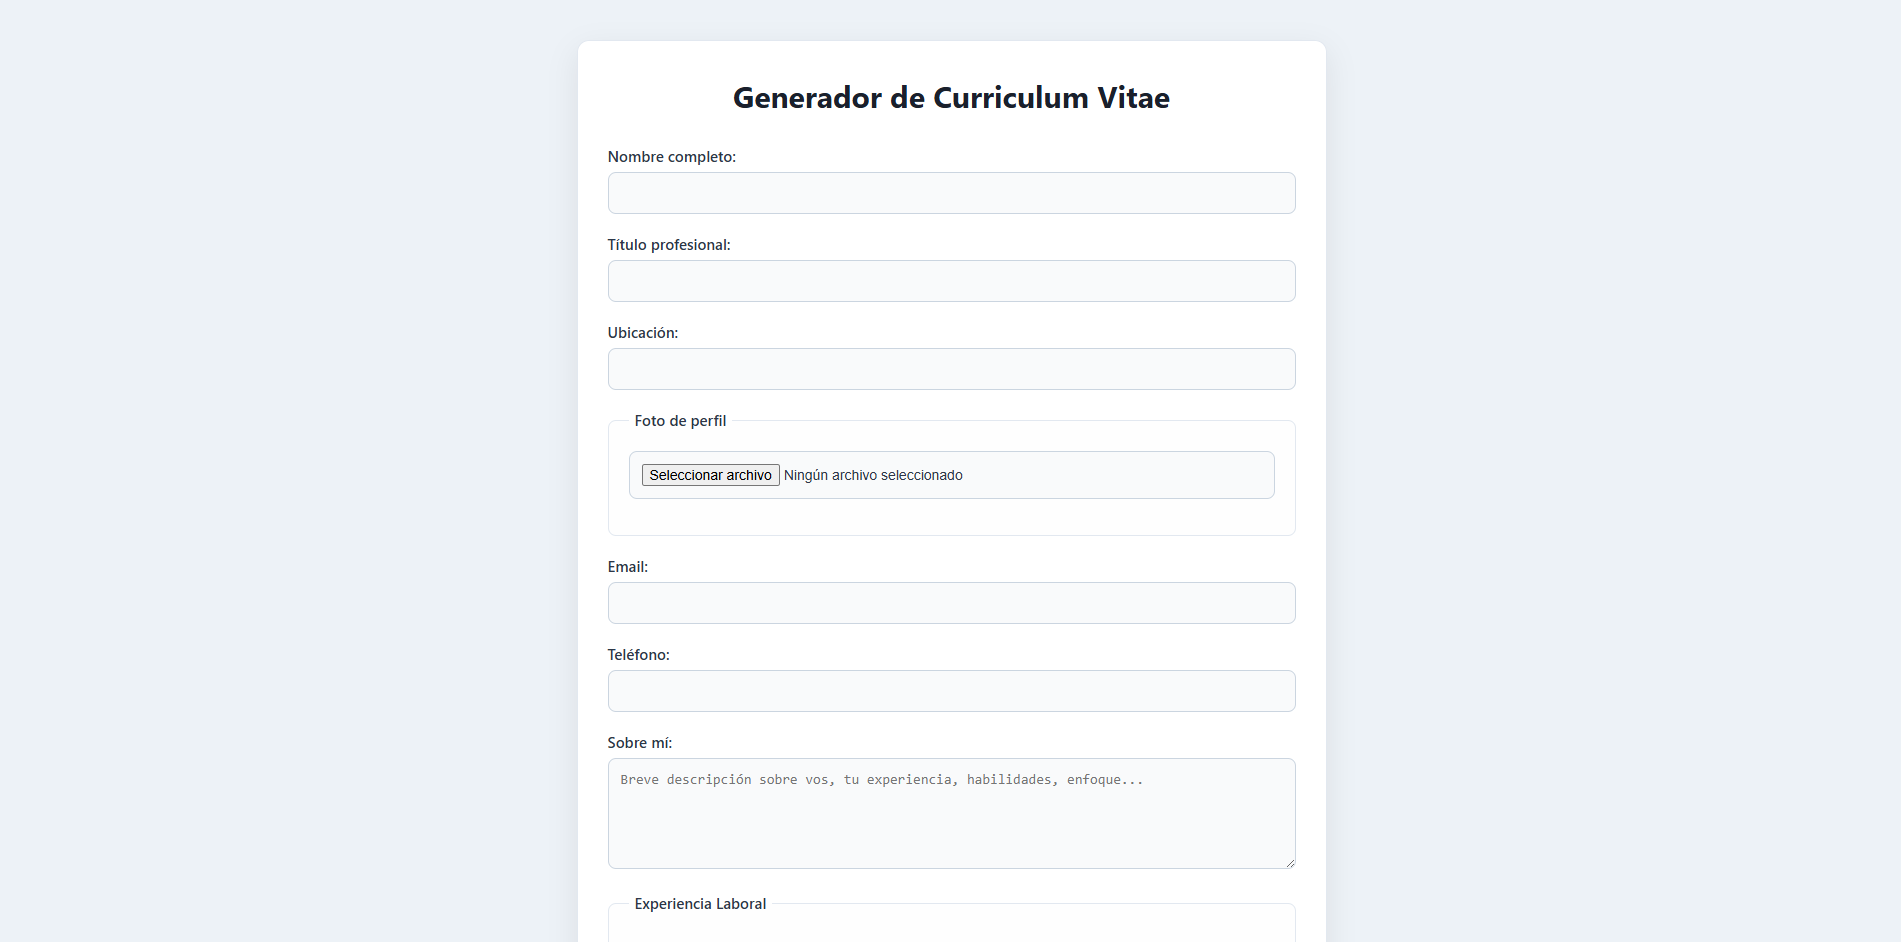 Generador de Curriculum Vitae
Nombre completo:
Título profesional:
Ubicación:
Foto de perfil
Seleccionar archivo Ningún archivo seleccionado
Email:
Teléfono:
Sobre mí:
Breve descripción sobre vos, tu experiencia, habilidades, enfoque...
Experiencia Laboral